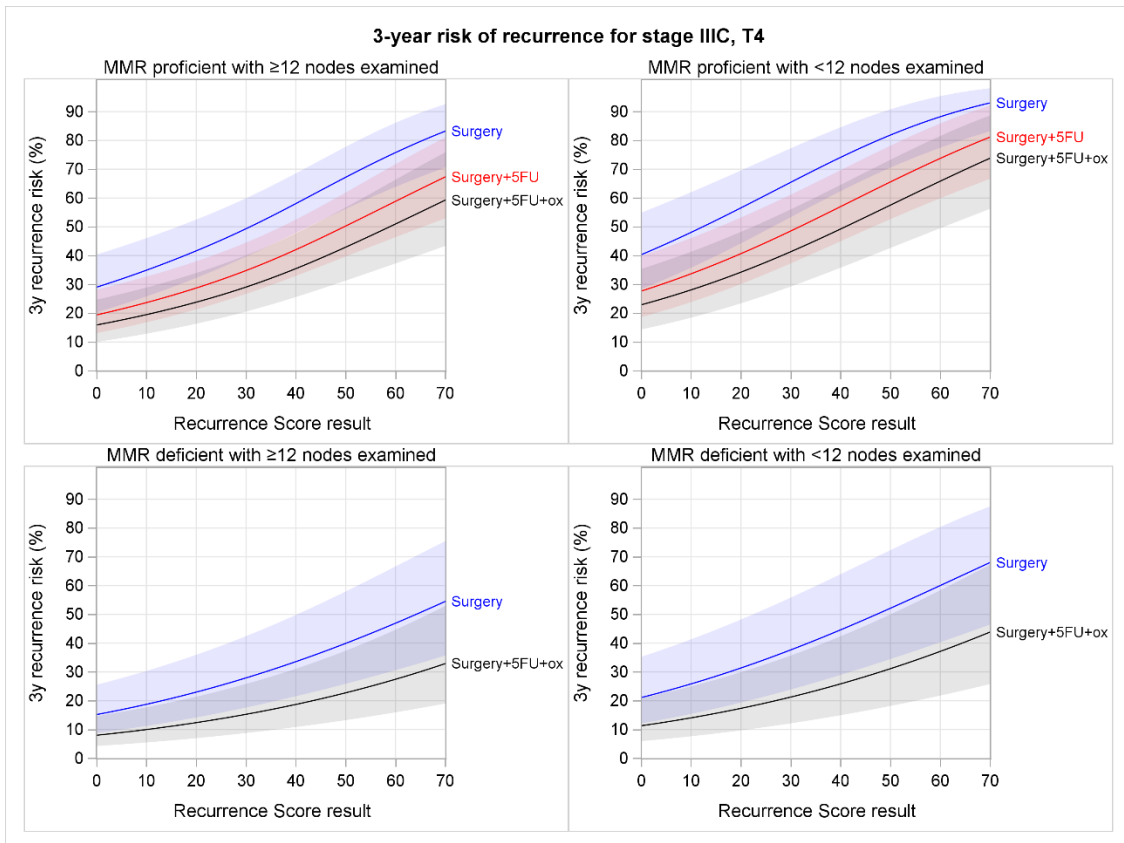 3-year risk of recurrence for stage IIIC, T4
MMR proficient with ≥12 nodes examined
3y recurrence risk (%)
90
80
70
60
50
40
30
20
10
0
0 10 20 30 40 50 60 70
Recurrence Score result
Surgery
Surgery+5FU
Surgery+5FU+ox
MMR proficient with <12 nodes examined
3y recurrence risk (%)
90
80
70
60
50
40
30
20
10
0
0 10 20 30 40 50 60 70
Recurrence Score result
Surgery
Surgery+5FU
Surgery+5FU+ox
MMR deficient with ≥12 nodes examined
3y recurrence risk (%)
90
80
70
60
50
40
30
20
10
0
0 10 20 30 40 50 60 70
Recurrence Score result
Surgery
Surgery+5FU+ox
MMR deficient with <12 nodes examined
3y recurrence risk (%)
90
80
70
60
50
40
30
20
10
0
0 10 20 30 40 50 60 70
Recurrence Score result
Surgery
Surgery+5FU+ox